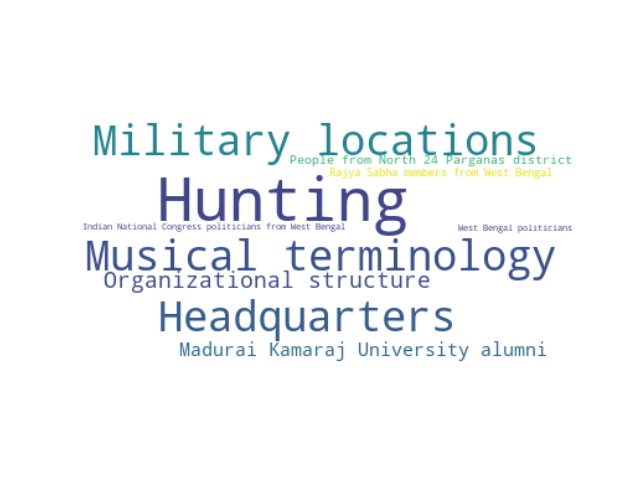 Military locations
People from North 24 Parganas district
Rajya Sabha members from West Bengal
Hunting
Indian National Congress politicians from West Bengal
West Bengal politicians
Musical terminology
Organizational structure
Headquarters
Madurai Kamaraj University alumni